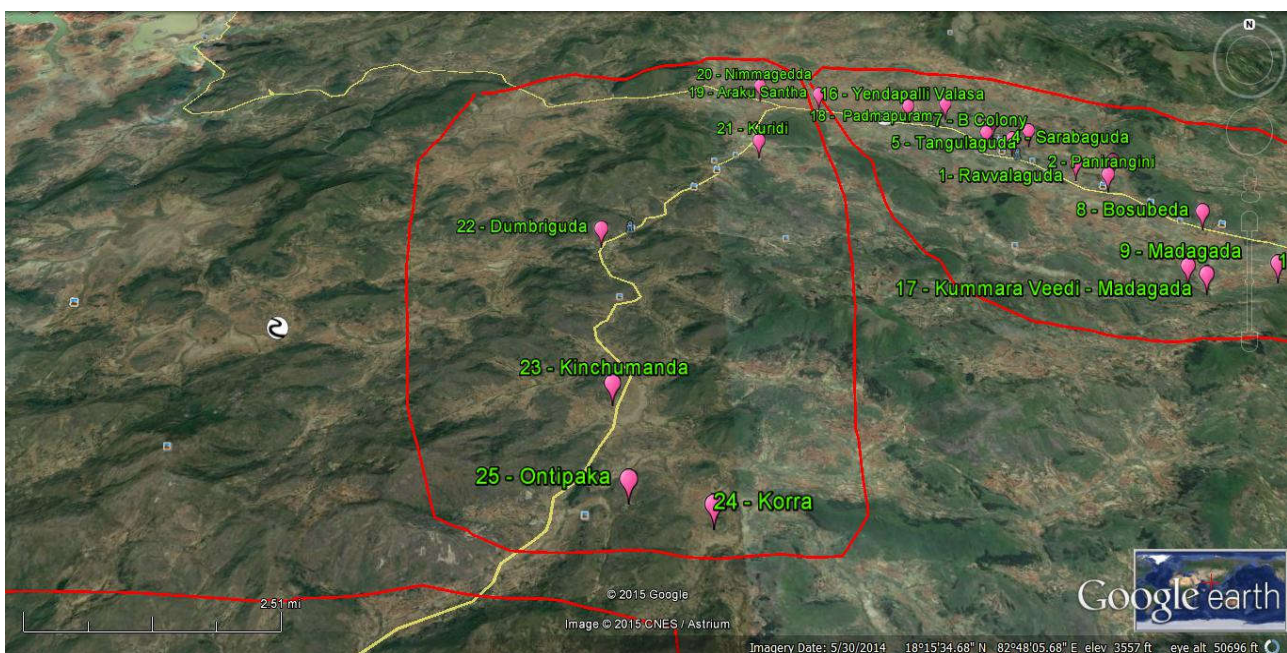 N
20 - Nimmagedda
19 - Araku Santha
16 - Yendapalli Valasa
18 - Padmapuram
7 - B Colony
21 - Kuridi
5 - Tangulaguda
4 - Sarabaguda
2 - Panirangini
1- Ravvalaguda
8 - Bosubeda
22 - Dumbriguda
9 - Madagada
1
17 - Kummara Veedi - Madagada
23 - Kinchumanda
25 - Ontipaka
24 - Korra
2.51 mi
© 2015 Google
Image © 2015 CNES / Astrium
Google earth
Imagery Date: 5/30/2014 18°15'34.68" N 82°48'05.68" E elev 3557 ft eye alt 50696 ft